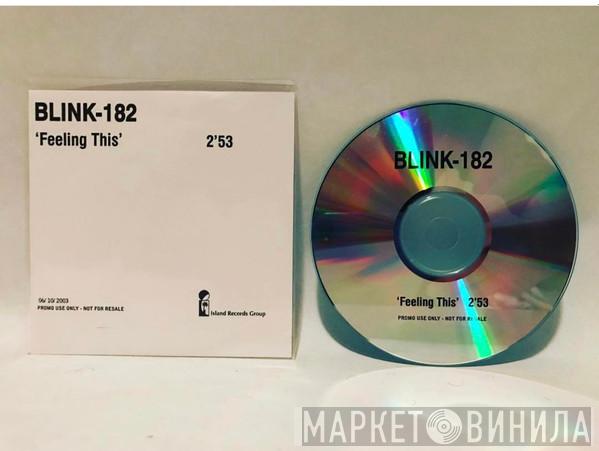 BLINK-182
'Feeling This' 2'53
06/ 10/ 2003
PROMO USE ONLY - NOT FOR RESALE
Island Records Group
BLINK-182
'Feeling This' 2'53
PROMO USE ONLY - NOT FOR RESALE
МАРКЕТ ВИНИЛА